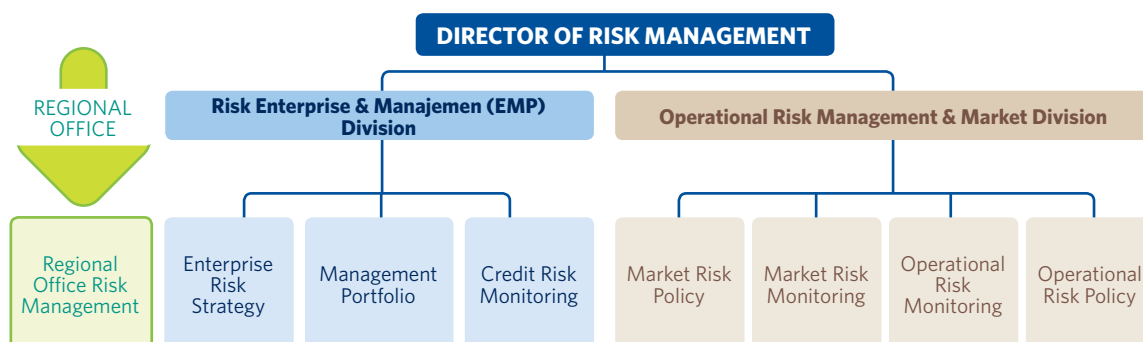 DIRECTOR OF RISK MANAGEMENT
REGIONAL
OFFICE
Risk Enterprise & Manajemen (EMP)
Division
Operational Risk Management & Market Division
Regional
Office Risk
Management
Enterprise
Risk
Strategy
Management
Portfolio
Credit Risk
Monitoring
Market Risk
Policy
Market Risk
Monitoring
Operational
Risk
Monitoring
Operational
Risk Policy